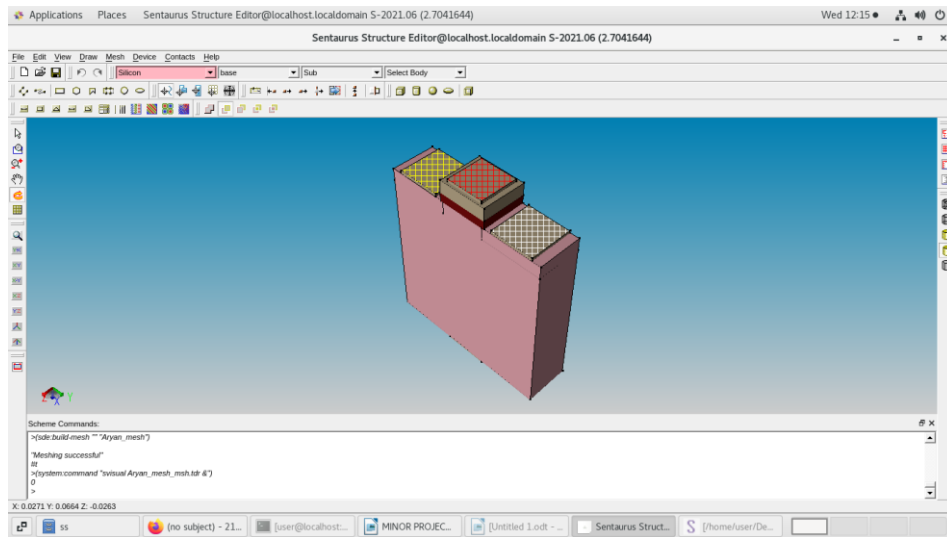 Applications Places Sentaurus Structure Editor@localhost.localdomain S-2021.06 (2.7041644) Wed 12:15
Sentaurus Structure Editor@localhost.localdomain S-2021.06 (2.7041644)
File Edit View Draw Mesh Device Contacts Help
Silicon base Sub Select Body
Z X Y
Scheme Commands:
>(sde:build-mesh "" "Aryan_mesh")
"Meshing successful"
#t
>(system:command "svisual Aryan_mesh_msh.tdr &")
0
>
X: 0.0271 Y: 0.0664 Z: -0.0263
ss (no subject) - 21... [user@localhost:... MINOR PROJEC... [Untitled 1.odt - ... Sentaurus Struct... [/home/user/De...